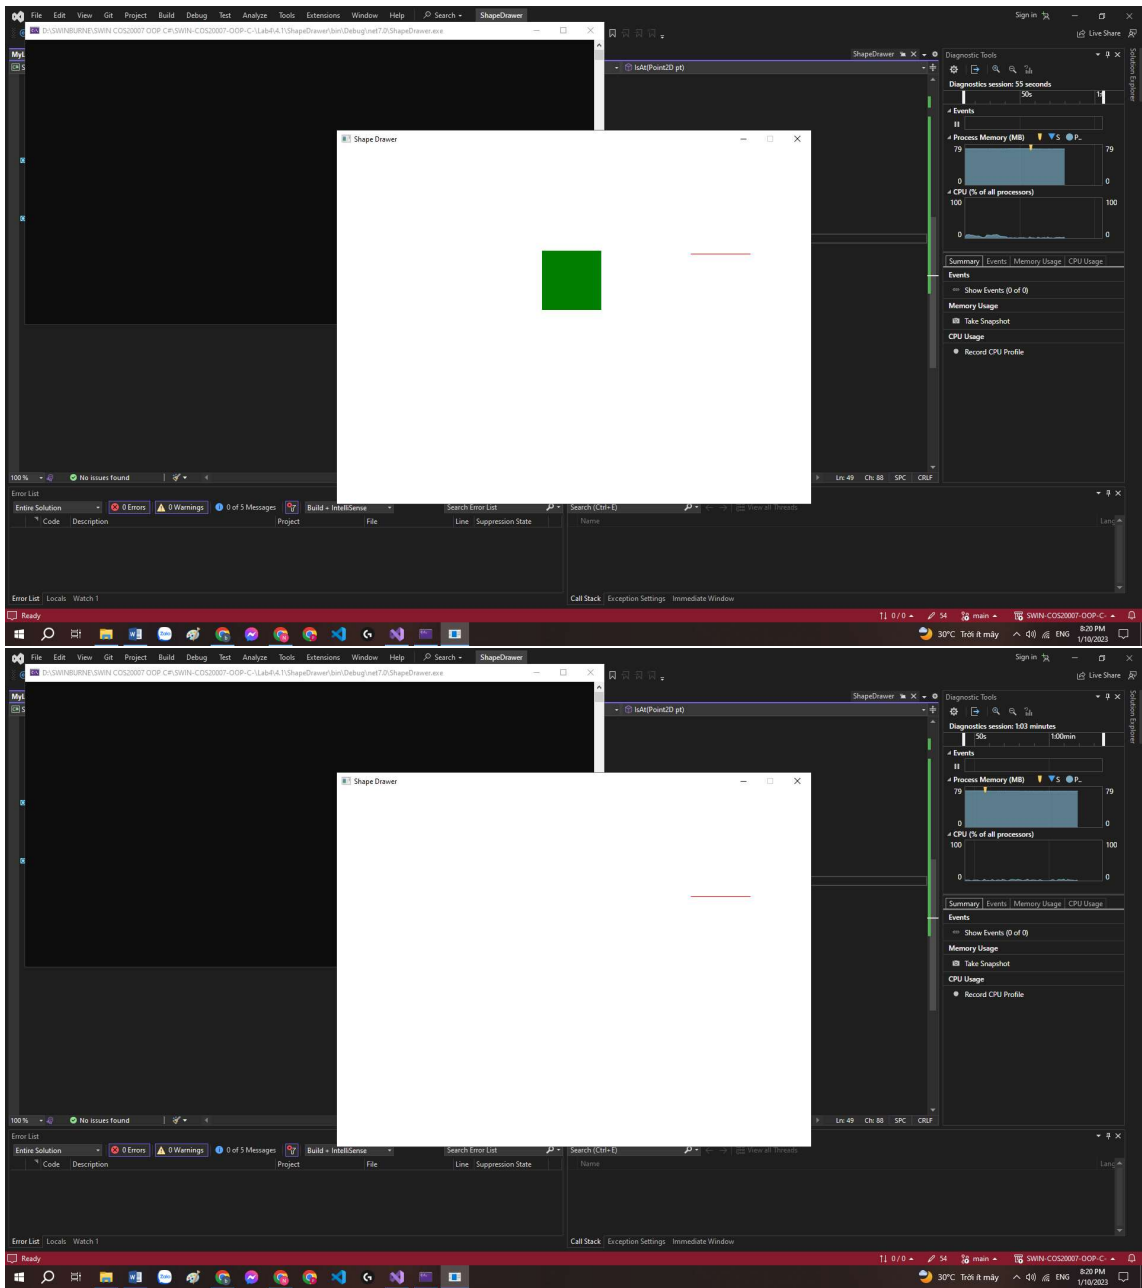 File Edit View Git Project Build Debug Test Analyze Tools Extensions Window Help Search ShapeDrawer Sign in
D:\SWINBURNE\SWIN COS20007 OOP C#\SWIN-COS20007-OOP-C-\Lab4\4.1\ShapeDrawer\bin\Debug\net7.0\ShapeDrawer.exe
Live Share
ShapeDrawer
IsAt(Point2D pt)
Solution Explorer
Diagnostic Tools
Diagnostics session: 55 seconds
50s
Events
Process Memory (MB) S P..
79 79
0 0
CPU (% of all processors)
100 100
0 0
Summary Events Memory Usage CPU Usage
Events
Show Events (0 of 0)
Memory Usage
Take Snapshot
CPU Usage
Record CPU Profile
Shape Drawer
100 % No issues found Ln: 49 Ch: 88 SPC CRLF
Error List
Entire Solution 0 Errors 0 Warnings 0 of 5 Messages Build + IntelliSense Search Error List Search (Ctrl+E) View all Threads
Code Description Project File Line Suppression State Name Lang
Error List Locals Watch 1 Call Stack Exception Settings Immediate Window
Ready 0 / 0 54 main SWIN-COS20007-OOP-C-
30°C Trời ít mây ENG 8:20 PM
1/10/2023
File Edit View Git Project Build Debug Test Analyze Tools Extensions Window Help Search ShapeDrawer Sign in
D:\SWINBURNE\SWIN COS20007 OOP C#\SWIN-COS20007-OOP-C-\Lab4\4.1\ShapeDrawer\bin\Debug\net7.0\ShapeDrawer.exe
Live Share
ShapeDrawer
IsAt(Point2D pt)
Solution Explorer
Diagnostic Tools
Diagnostics session: 1:03 minutes
50s 1:00min
Events
Process Memory (MB) S P..
79 79
0 0
CPU (% of all processors)
100 100
0 0
Summary Events Memory Usage CPU Usage
Events
Show Events (0 of 0)
Memory Usage
Take Snapshot
CPU Usage
Record CPU Profile
Shape Drawer
100 % No issues found Ln: 49 Ch: 88 SPC CRLF
Error List
Entire Solution 0 Errors 0 Warnings 0 of 5 Messages Build + IntelliSense Search Error List Search (Ctrl+E) View all Threads
Code Description Project File Line Suppression State Name Lang
Error List Locals Watch 1 Call Stack Exception Settings Immediate Window
Ready 0 / 0 54 main SWIN-COS20007-OOP-C-
30°C Trời ít mây ENG 8:20 PM
1/10/2023